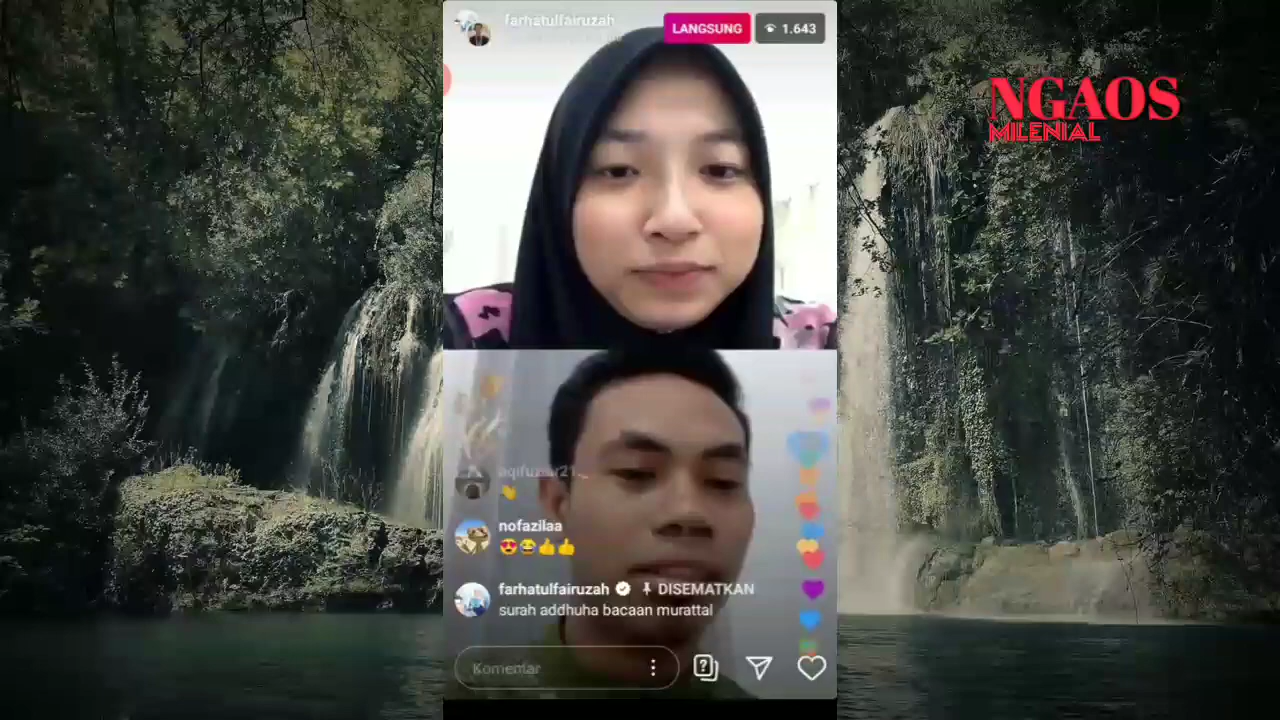 farhatulfairuzah
LANGSUNG
1.643
NGAOS
MILENIAL
nofazilaa
farhatulfairuzah DISEMATKAN
surah addhuha bacaan murattal
Komentar